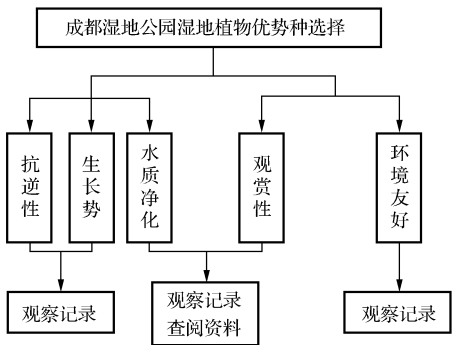 成都湿地公园湿地植物优势种选择
抗逆性
生长势
水质净化
观赏性
环境友好
观察记录
观察记录
查阅资料
观察记录